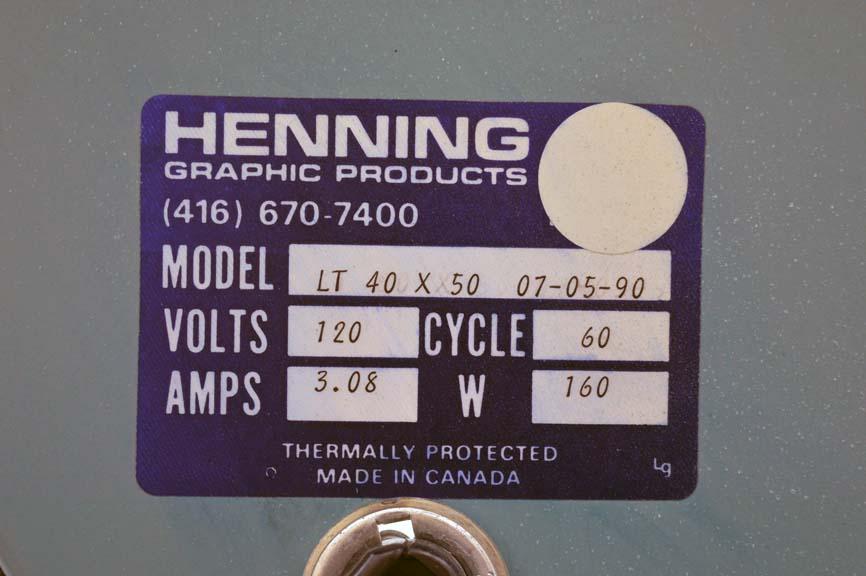 HENNING
GRAPHIC PRODUCTS
(416) 670-7400
MODEL LT 40 X 50 07-05-90
VOLTS 120 CYCLE 60
AMPS 3.08 W 160
THERMALLY PROTECTED
MADE IN CANADA
Lg